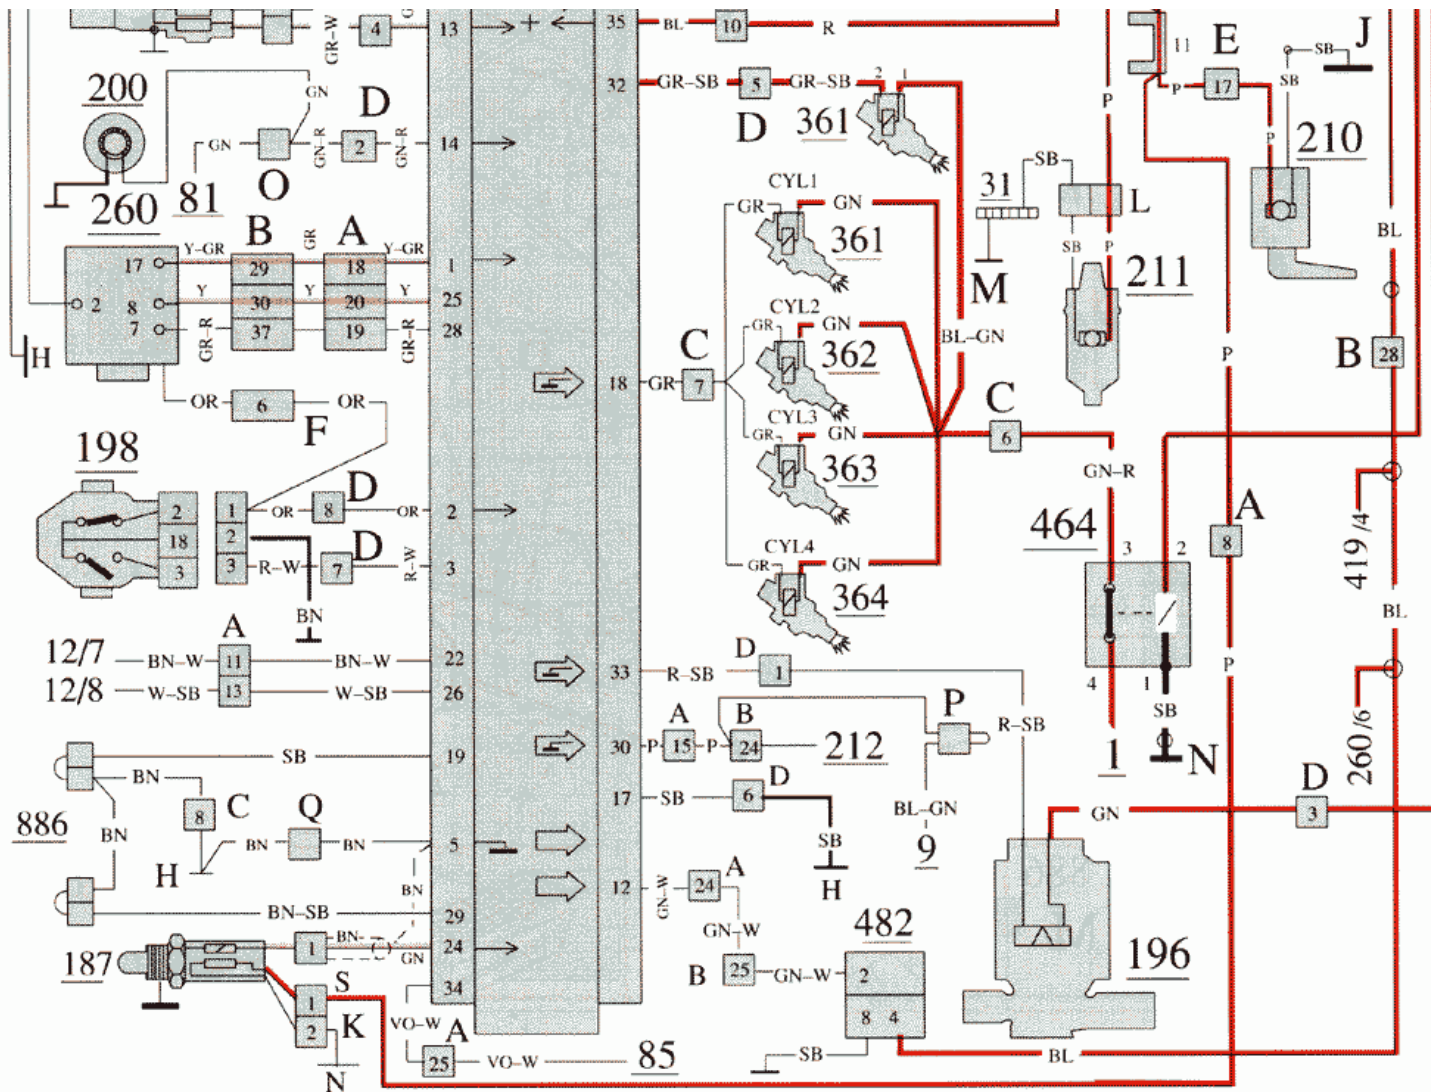 13 GR-W 4 GR
35 BL 10 R
+
11 E 17 P
SB J
SB
200 GN D
GN GN-R 2 GN-R 14
81 O
260
32 GR-SB 5 GR-SB 2 1
D 361
P
P
210
31 SB
L
SB P
M 211
BL
B A
17 Y-GR 29 GR 18 Y-GR 1
2 8 Y 30 Y 20 Y 25
7 GR-R 37 19 GR-R 28
H
CYL1
GR GN
361
CYL2
GR GN
362
BL-GN
C
18 GR 7
CYL3
GR GN
363
C
6
GN-R
P
B 28
OR 6 OR
F
198
2 1 OR 8 D OR 2
18 2
3 3 R-W 7 D R-W 3
BN
CYL4
GR GN
364
464
3 2
4 1
SB
1 N
A
8
419/4
BL
P
260/6
12/7 BN-W A 11 BN-W 22
12/8 W-SB 13 W-SB 26
33 R-SB D 1
R-SB
A B P
30 P 15 P 24 212
BL-GN
9
SB 19
BN
886 BN 8 C Q
H BN BN 5
BN
BN-SB 29
17 SB 6 D
SB
H
GN D 3
12 GN-W 24 A
GN-W
B 25 GN-W
482
2
8 4
SB BL
196
187 1 BN GN 24
S
1
2 K
N
34
VO-W A
25 VO-W 85